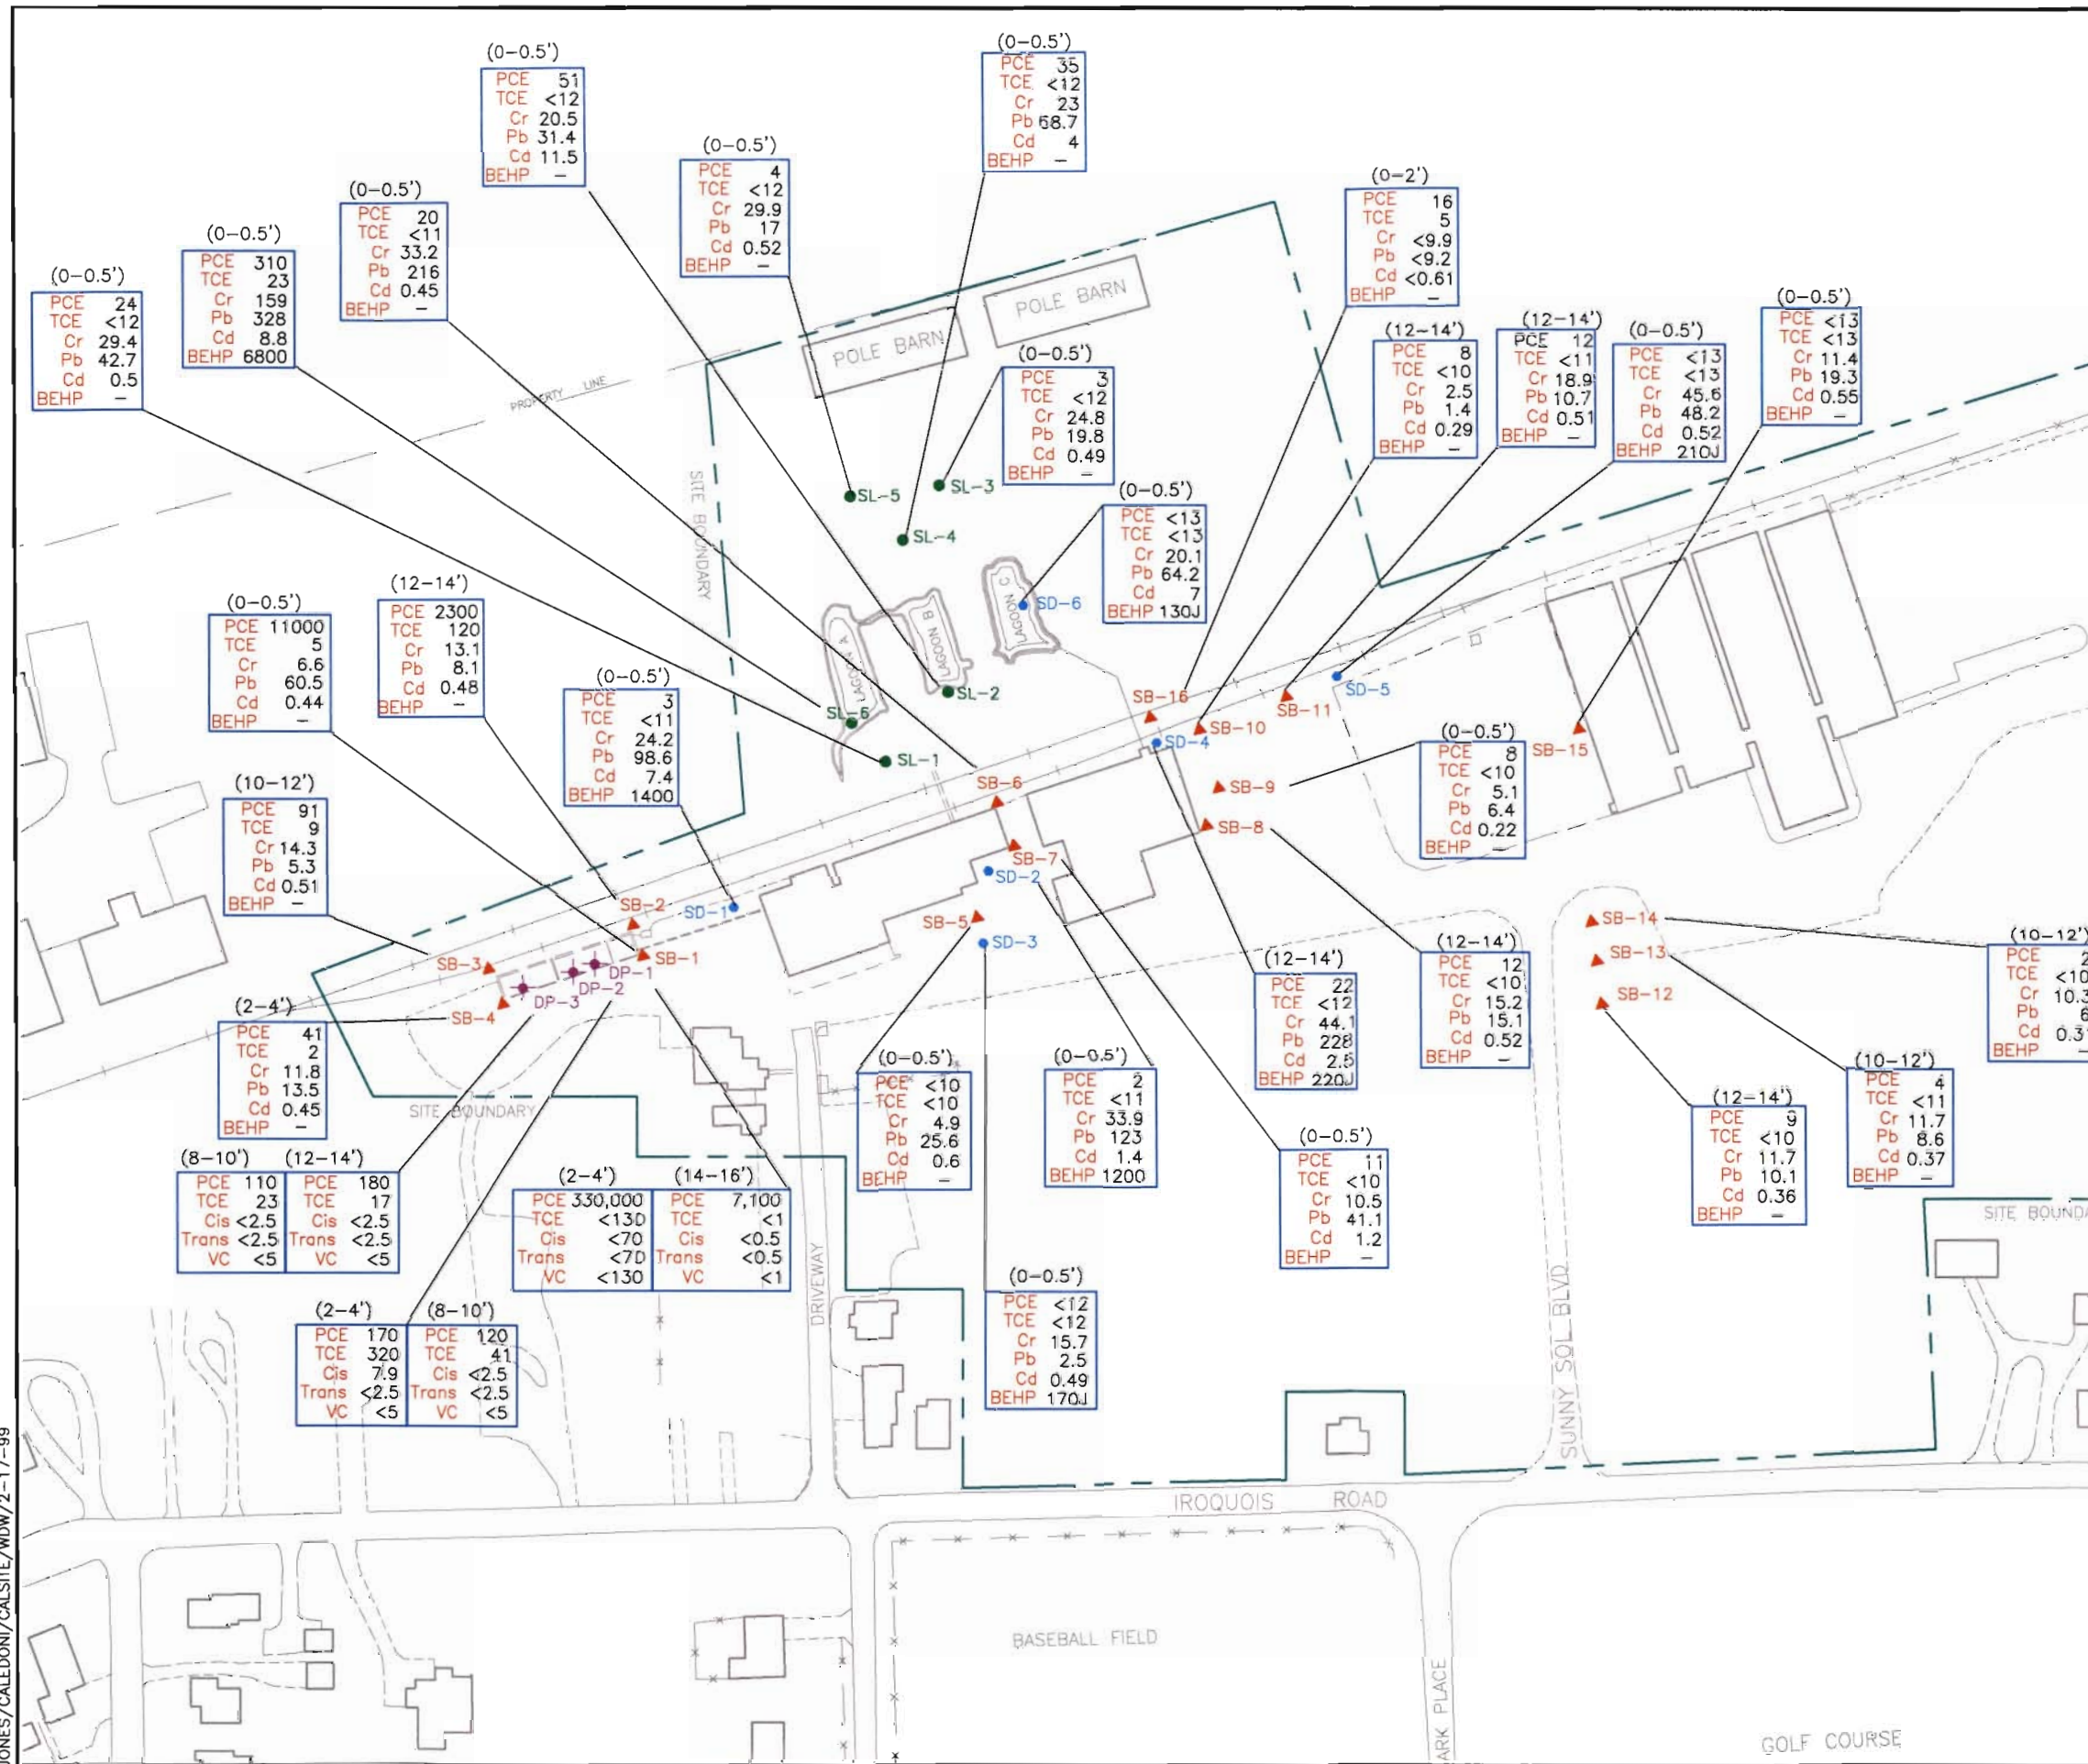 (0-0.5')
PCE 51
TCE <12
Cr 20.5
Pb 31.4
Cd 11.5
BEHP –
(0-0.5')
PCE 35
TCE <12
Cr 23
Pb 68.7
Cd 4
BEHP –
(0-0.5')
PCE 4
TCE <12
Cr 29.9
Pb 17
Cd 0.52
BEHP –
(0-0.5')
PCE 20
TCE <11
Cr 33.2
Pb 216
Cd 0.45
BEHP –
(0-0.5')
PCE 310
TCE 23
Cr 159
Pb 328
Cd 8.8
BEHP 6800
(0-0.5')
PCE 24
TCE <12
Cr 29.4
Pb 42.7
Cd 0.5
BEHP –
(0-2')
PCE 16
TCE 5
Cr <9.9
Pb <9.2
Cd <0.61
BEHP –
(12-14')
PCE 8
TCE <10
Cr 2.5
Pb 1.4
Cd 0.29
BEHP –
(12-14')
PCE 12
TCE <11
Cr 18.9
Pb 10.7
Cd 0.51
BEHP –
(0-0.5')
PCE <13
TCE <13
Cr 45.6
Pb 48.2
Cd 0.52
BEHP 210J
(0-0.5')
PCE <13
TCE <13
Cr 11.4
Pb 19.3
Cd 0.55
BEHP –
POLE BARN
POLE BARN
PROPERTY LINE
SITE BOUNDARY
(0-0.5')
PCE 3
TCE <12
Cr 24.8
Pb 19.8
Cd 0.49
BEHP –
SL-5
SL-3
SL-4
(0-0.5')
PCE <13
TCE <13
Cr 20.1
Pb 64.2
Cd 7
BEHP 130J
SD-6
LAGOON A
LAGOON B
LAGOON C
SL-2
SL-6
SL-1
(0-0.5')
PCE 11000
TCE 5
Cr 6.6
Pb 60.5
Cd 0.44
BEHP –
(12-14')
PCE 2300
TCE 120
Cr 13.1
Pb 8.1
Cd 0.48
BEHP –
(0-0.5')
PCE 3
TCE <11
Cr 24.2
Pb 98.6
Cd 7.4
BEHP 1400
SB-16
SB-10
SB-11
SD-5
SD-4
SB-15
SB-6
SB-9
SB-8
SB-7
SD-2
(0-0.5')
PCE 8
TCE <10
Cr 5.1
Pb 6.4
Cd 0.22
BEHP –
(10-12')
PCE 91
TCE 9
Cr 14.3
Pb 5.3
Cd 0.51
BEHP –
SB-2
SD-1
SB-5
SD-3
SB-3
SB-1
DP-1
DP-2
DP-3
SB-4
SB-14
SB-13
SB-12
(2-4')
PCE 41
TCE 2
Cr 11.8
Pb 13.5
Cd 0.45
BEHP –
SITE BOUNDARY
(12-14')
PCE 22
TCE <12
Cr 44.1
Pb 228
Cd 2.5
BEHP 220J
(12-14')
PCE 12
TCE <10
Cr 15.2
Pb 15.1
Cd 0.52
BEHP –
(10-12')
PCE 2
TCE <10
Cr 10.3
Pb 6
Cd 0.3
BEHP –
(0-0.5')
PCE <10
TCE <10
Cr 4.9
Pb 25.6
Cd 0.6
BEHP –
(0-0.5')
PCE 2
TCE <11
Cr 33.9
Pb 123
Cd 1.4
BEHP 1200
(0-0.5')
PCE 11
TCE <10
Cr 10.5
Pb 41.1
Cd 1.2
BEHP –
(12-14')
PCE 9
TCE <10
Cr 11.7
Pb 10.1
Cd 0.36
BEHP –
(10-12')
PCE 4
TCE <11
Cr 11.7
Pb 8.6
Cd 0.37
BEHP –
(8-10') (12-14')
PCE 110 PCE 180
TCE 23 TCE 17
Cis <2.5 Cis <2.5
Trans <2.5 Trans <2.5
VC <5 VC <5
(2-4') (14-16')
PCE 330,000 PCE 7,100
TCE <130 TCE <1
Cis <70 Cis <0.5
Trans <70 Trans <0.5
VC <130 VC <1
(2-4') (8-10')
PCE 170 PCE 120
TCE 320 TCE 41
Cis 7.9 Cis <2.5
Trans <2.5 Trans <2.5
VC <5 VC <5
(0-0.5')
PCE <12
TCE <12
Cr 15.7
Pb 2.5
Cd 0.49
BEHP 170J
DRIVEWAY
SUNNY SOL BLVD
SITE BOUNDA
IROQUOIS ROAD
BASEBALL FIELD
ARK PLACE
GOLF COURSE
JONES/CALEDONI/CALSITE/WDW/2-17-99